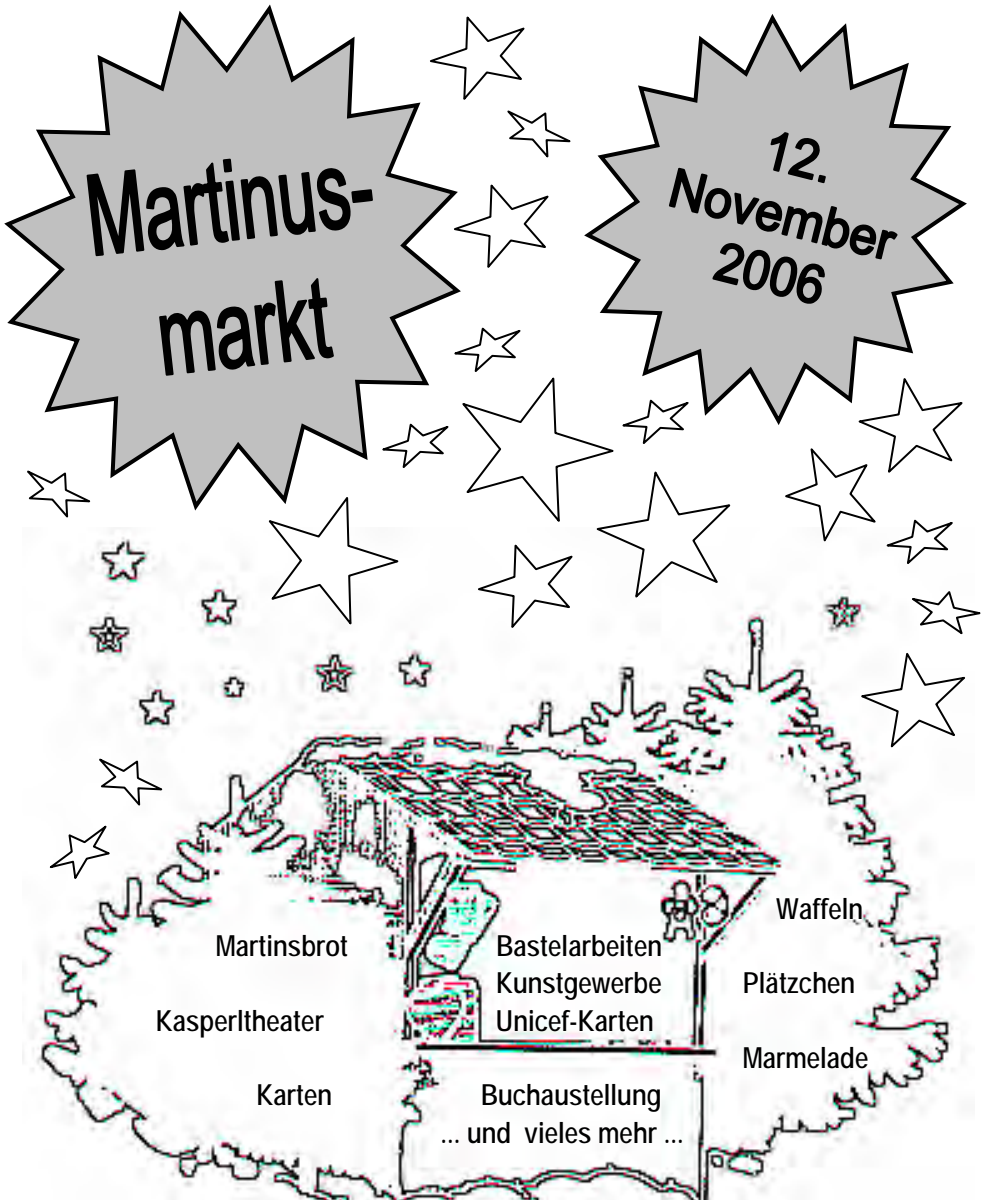 Martinus-
markt
12.
November
2006
Waffeln
Martinsbrot
Bastelarbeiten
Kunstgewerbe
Unicef-Karten
Plätzchen
Kasperltheater
Marmelade
Karten
Buchaustellung
... und vieles mehr ...